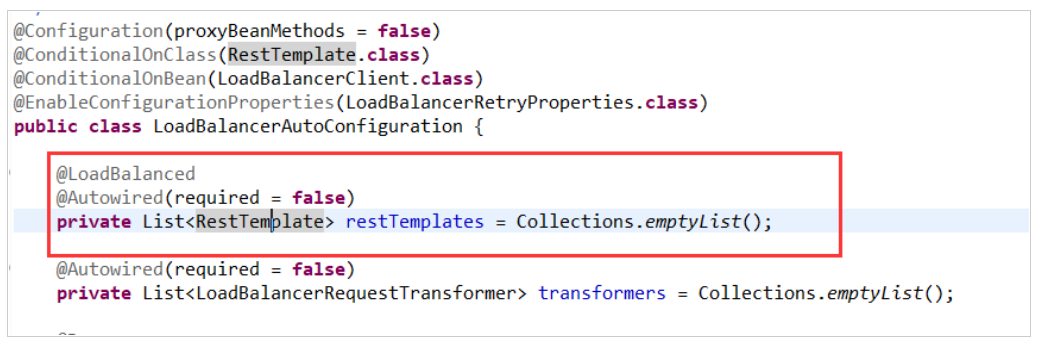 @Configuration(proxyBeanMethods = false)
@ConditionalOnClass(RestTemplate.class)
@ConditionalOnBean(LoadBalancerClient.class)
@EnableConfigurationProperties(LoadBalancerRetryProperties.class)
public class LoadBalancerAutoConfiguration {
@LoadBalanced
@Autowired(required = false)
private List<RestTemplate> restTemplates = Collections.emptyList();
@Autowired(required = false)
private List<LoadBalancerRequestTransformer> transformers = Collections.emptyList();